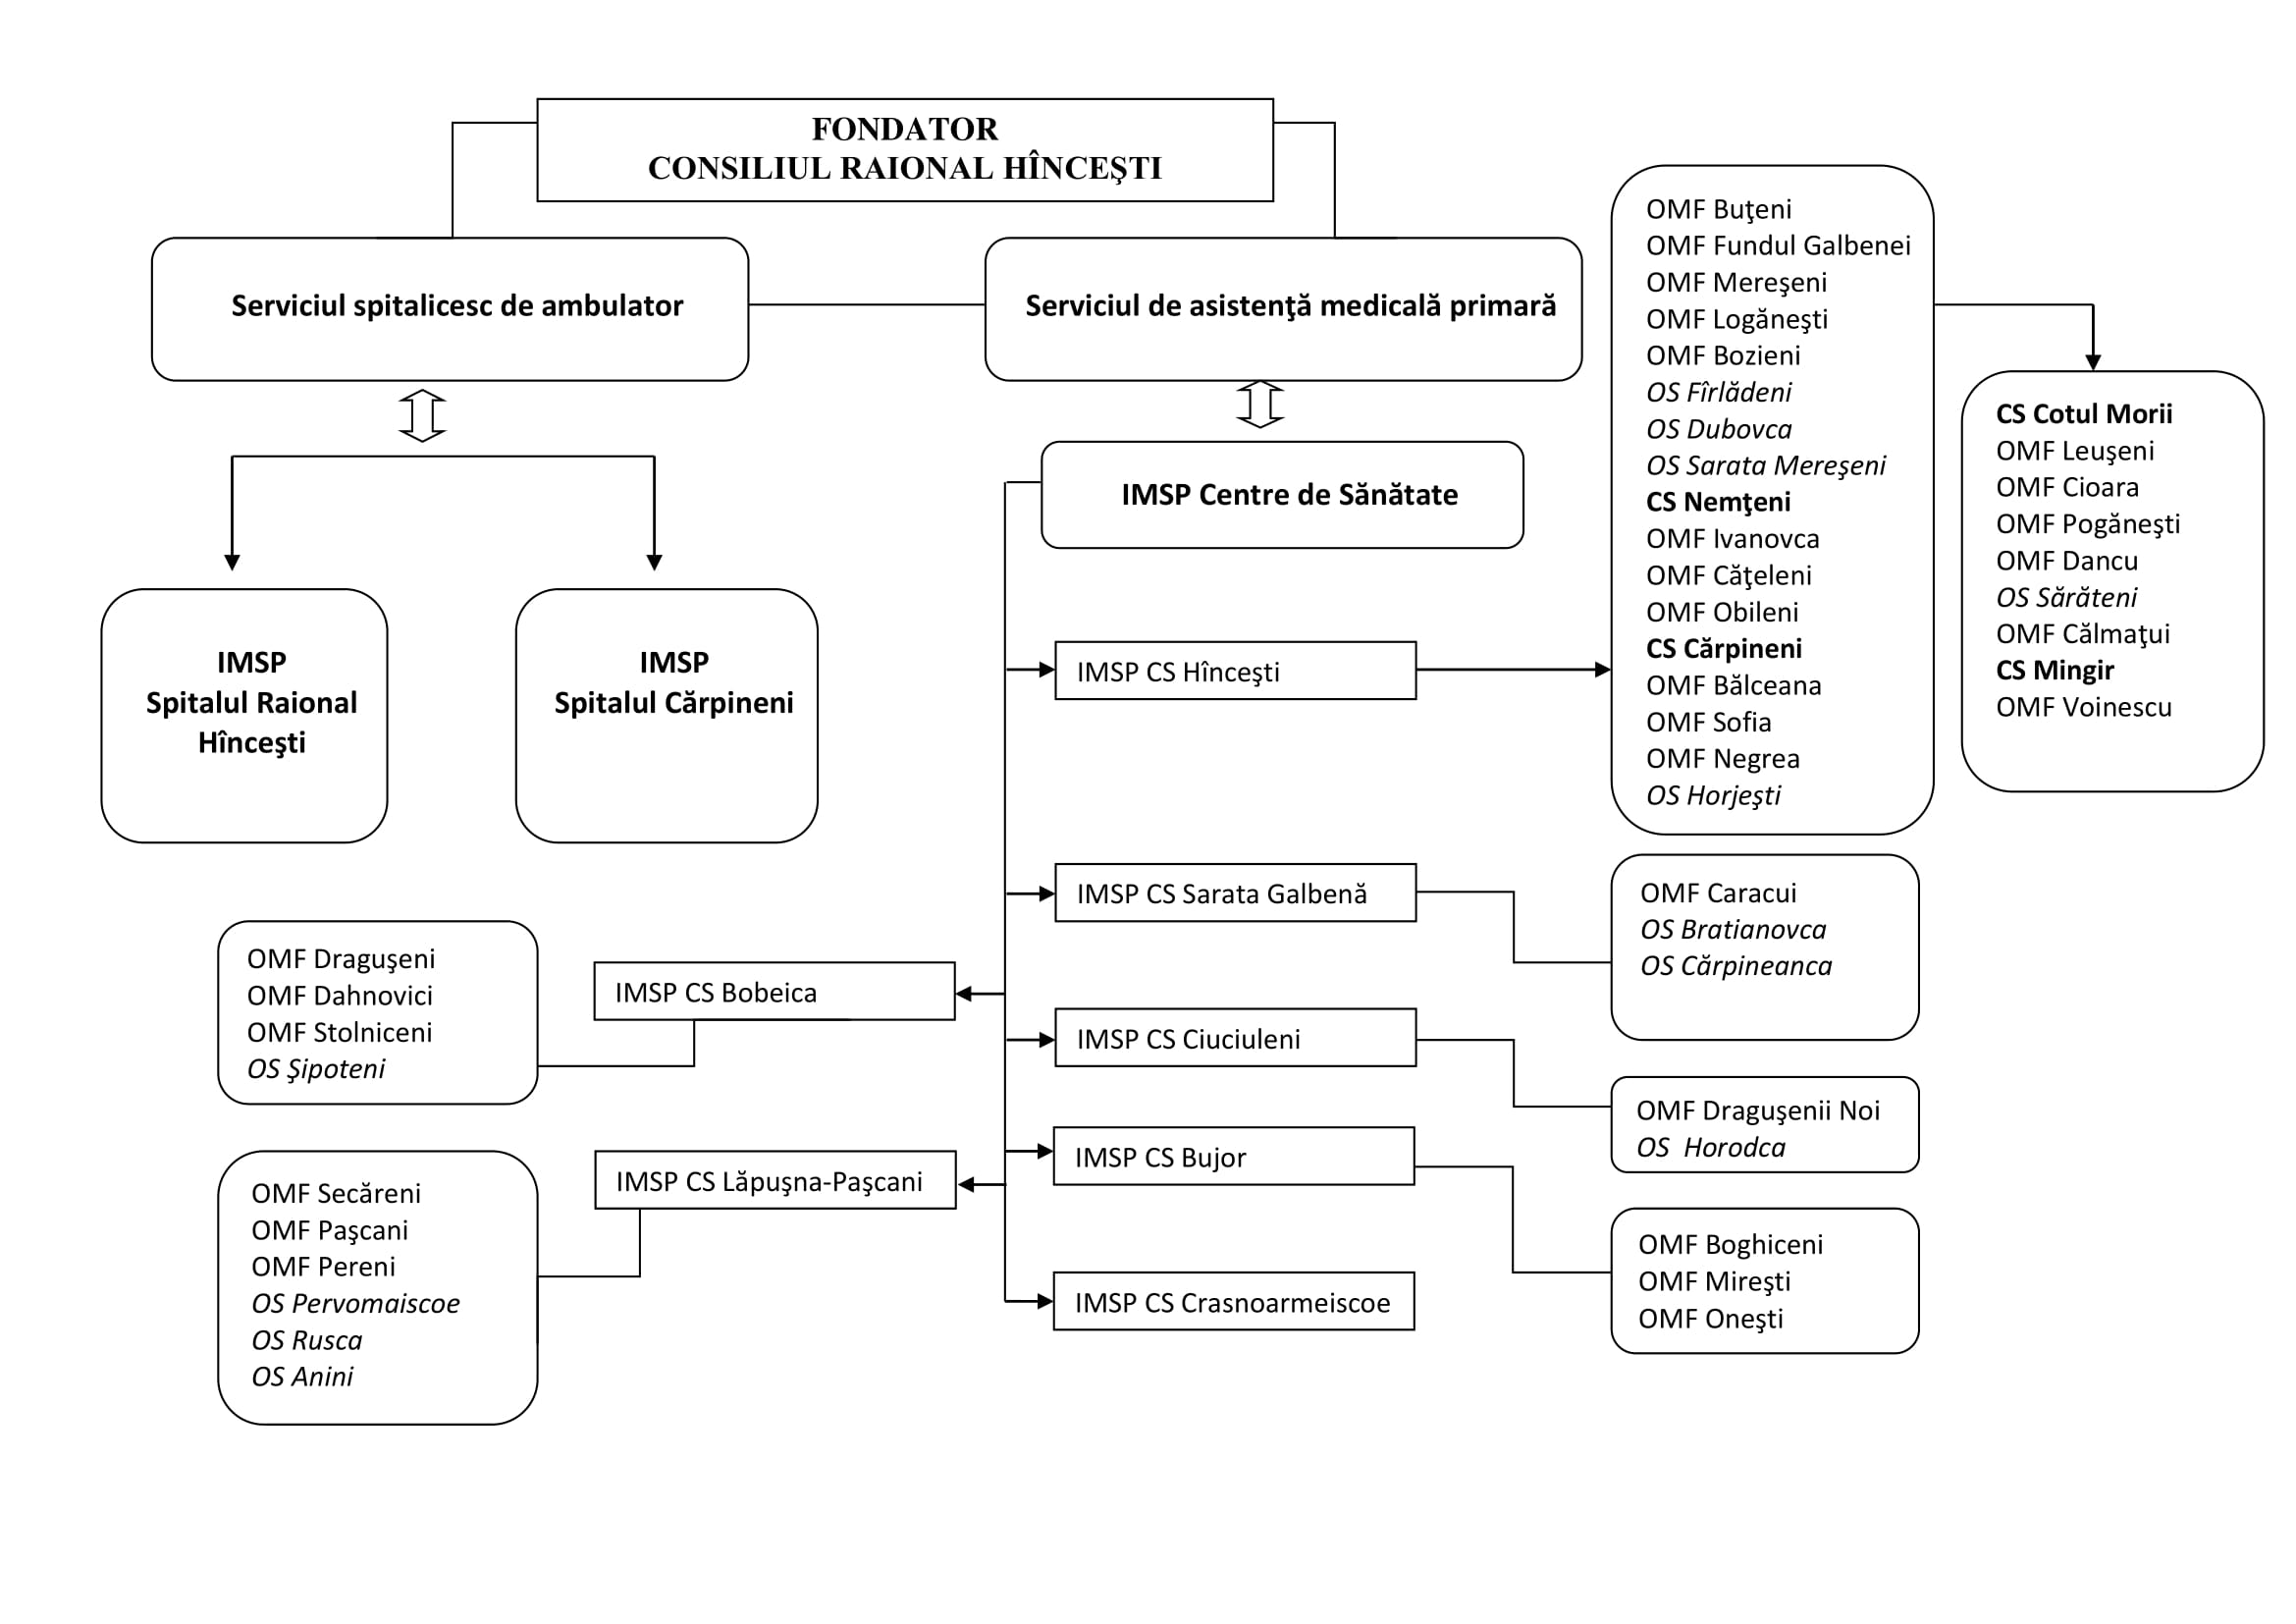 FONDATOR
CONSILIUL RAIONAL HÎNCEŞTI
Serviciul spitalicesc de ambulator
Serviciul de asistenţă medicală primară
IMSP Centre de Sănătate
IMSP
Spitalul Raional
Hînceşti
IMSP
Spitalul Cărpineni
IMSP CS Hînceşti
OMF Buţeni
OMF Fundul Galbenei
OMF Mereşeni
OMF Logăneşti
OMF Bozieni
OS Fîrlădeni
OS Dubovca
OS Sarata Mereşeni
CS Nemţeni
OMF Ivanovca
OMF Căţeleni
OMF Obileni
CS Cărpineni
OMF Bălceana
OMF Sofia
OMF Negrea
OS Horjeşti
CS Cotul Morii
OMF Leuşeni
OMF Cioara
OMF Pogăneşti
OMF Dancu
OS Sărăteni
OMF Călmaţui
CS Mingir
OMF Voinescu
IMSP CS Sarata Galbenă
OMF Caracui
OS Bratianovca
OS Cărpineanca
IMSP CS Bobeica
OMF Draguşeni
OMF Dahnovici
OMF Stolniceni
OS Şipoteni
IMSP CS Ciuciuleni
OMF Draguşenii Noi
OS  Horodca
IMSP CS Bujor
OMF Boghiceni
OMF Mireşti
OMF Oneşti
IMSP CS Lăpuşna-Paşcani
OMF Secăreni
OMF Paşcani
OMF Pereni
OS Pervomaiscoe
OS Rusca
OS Anini
IMSP CS Crasnoarmeiscoe